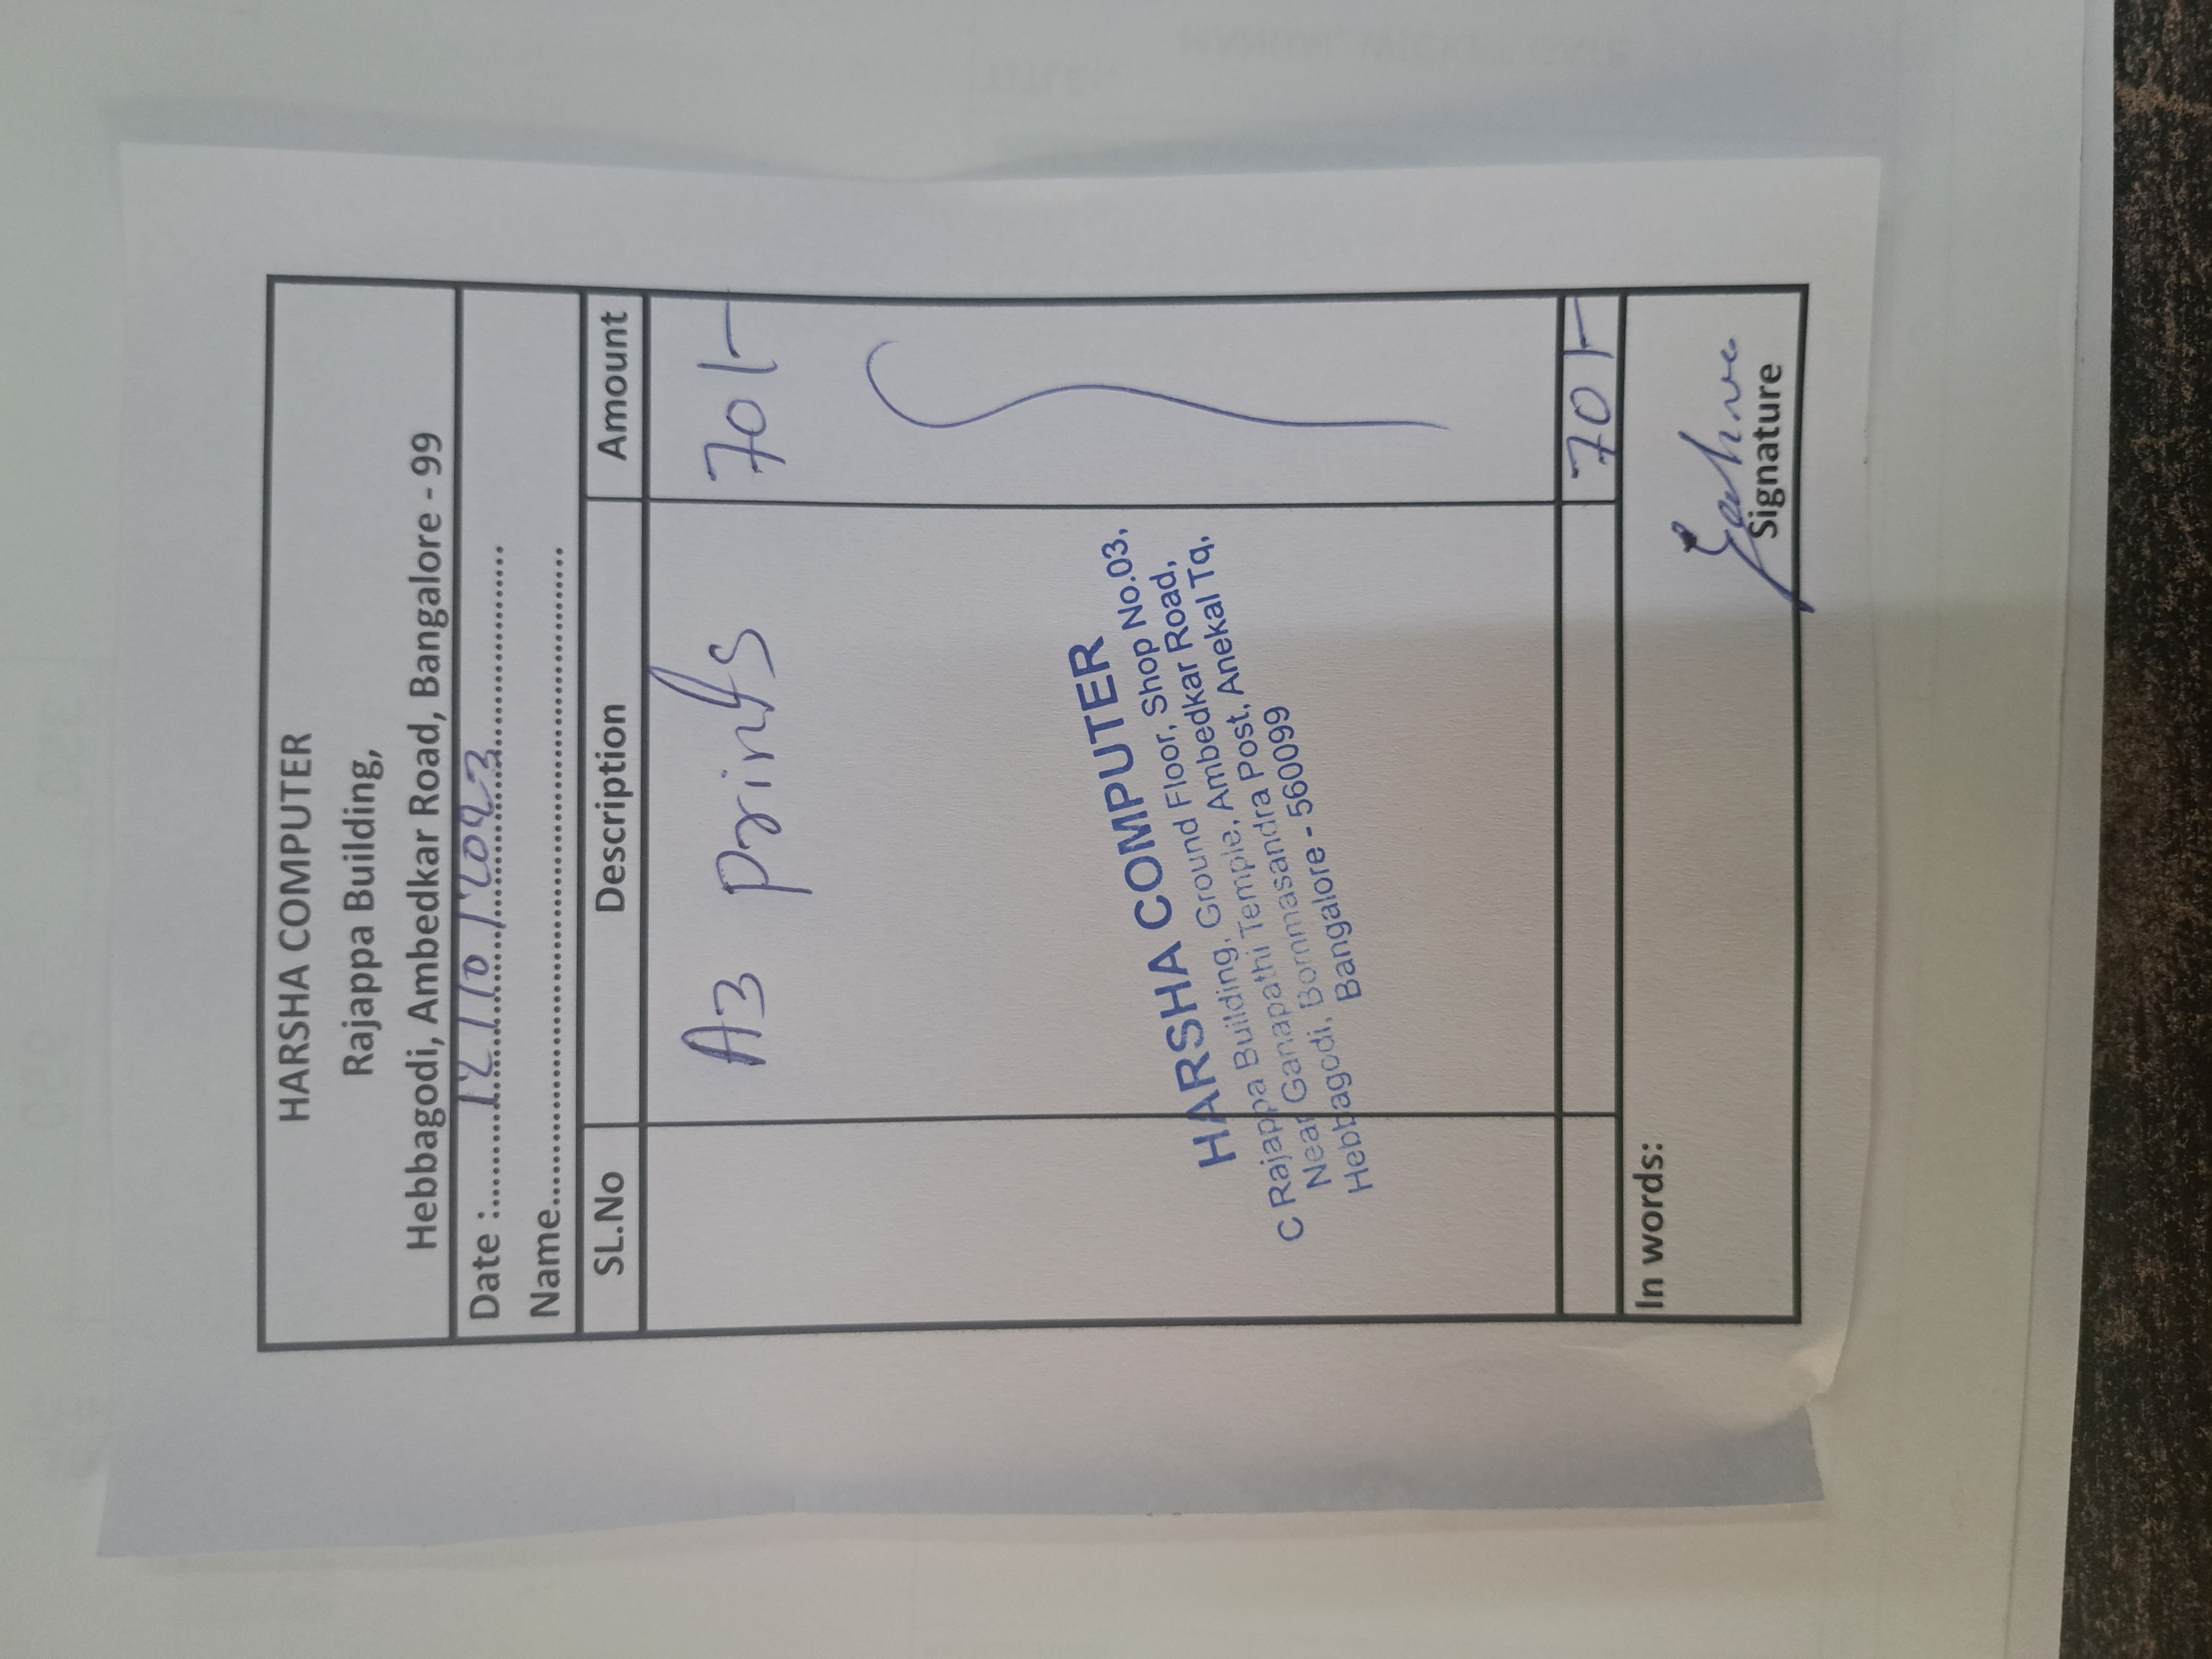 HARSHA COMPUTER
Rajappa Building,
Hebbagodi, Ambedkar Road, Bangalore - 99
Date :..........12/10/2023....................
Name..............................................................
SL.No Description Amount
A3 prints 70/-
HARSHA COMPUTER
C Rajappa Building, Ground Floor, Shop No.03,
Near Ganapathi Temple, Ambedkar Road,
Hebbagodi, Bommasandra Post, Anekal Tq,
Bangalore - 560099
70/-
In words:
Signature